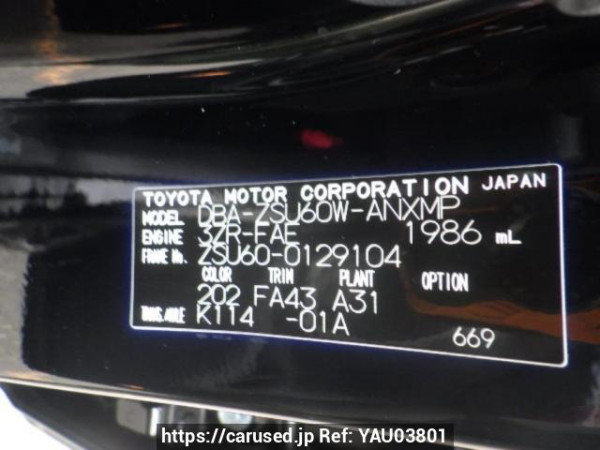 TOYOTA MOTOR CORPORATION JAPAN
MODEL DBA-ZSU60W-ANXMP
ENGINE 3ZR-FAE 1986 mL
FRAME No. ZSU60-0129104
COLOR TRIM PLANT OPTION
202 FA43 A31
TRANS.AXLE K114 -01A
669
https://carused.jp Ref: YAU03801